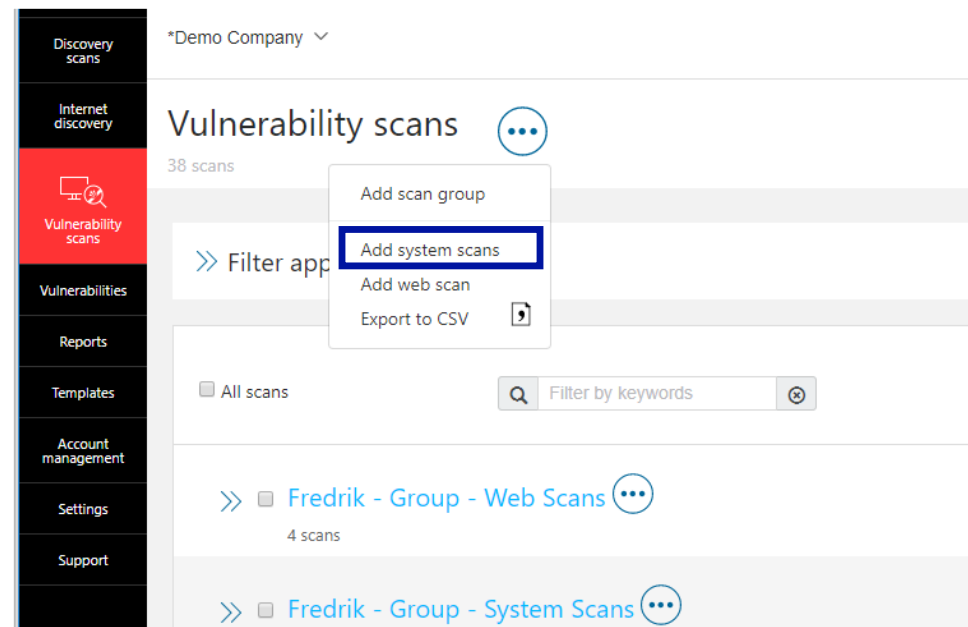 Discovery
scans
Internet
discovery
Vulnerability
scans
Vulnerabilities
Reports
Templates
Account
management
Settings
Support
*Demo Company
Vulnerability scans
38 scans
Add scan group
Add system scans
Add web scan
Export to CSV
Filter app
All scans
Filter by keywords
Fredrik - Group - Web Scans
4 scans
Fredrik - Group - System Scans